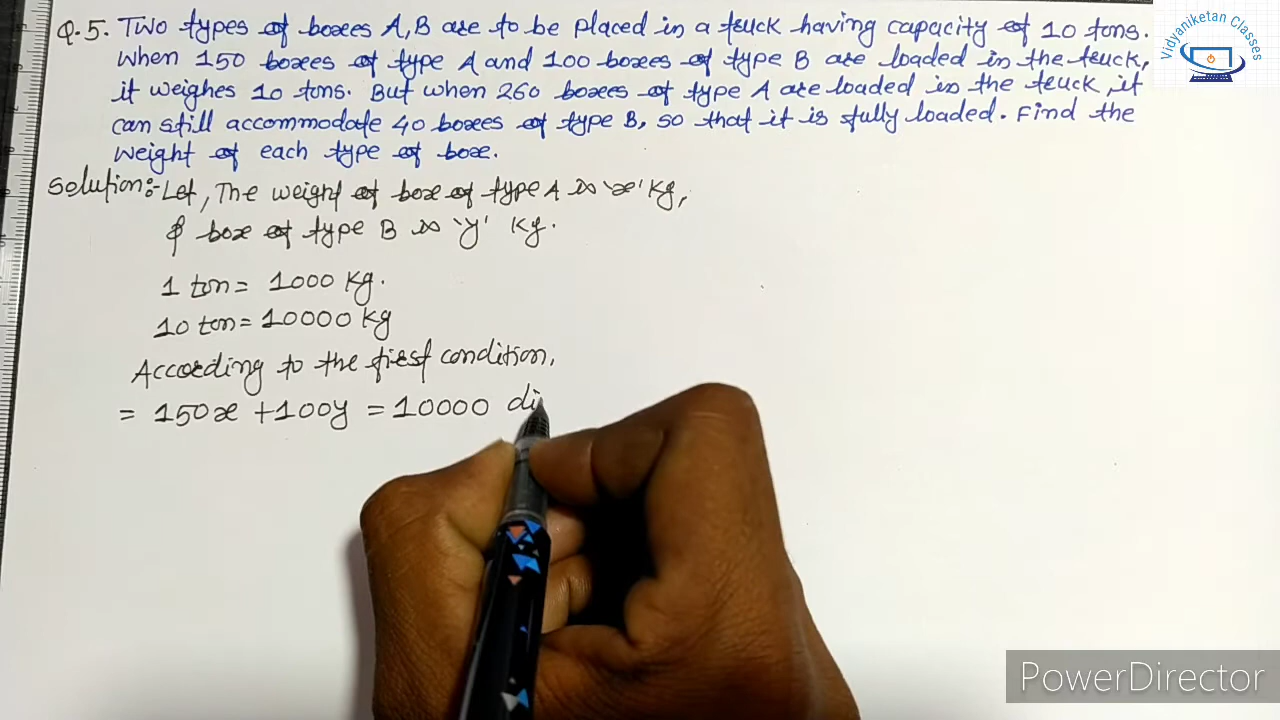 Q.5. Two types of boxes A, B are to be placed in a truck having capacity of 10 tons.
When 150 boxes of type A and 100 boxes of type B are loaded in the truck,
it weighes 10 tons. But when 260 boxes of type A are loaded in the truck, it
can still accommodate 40 boxes of type B, so that it is fully loaded. Find the
weight of each type of box.
Solution:- Let, The weight of box of type A is 'x' Kg,
& box of type B is 'y' Kg.
1 ton = 1000 Kg.
10 ton = 10000 Kg
According to the first condition,
= 150x + 100y = 10000 di
Vidyaniketan Classes
PowerDirector